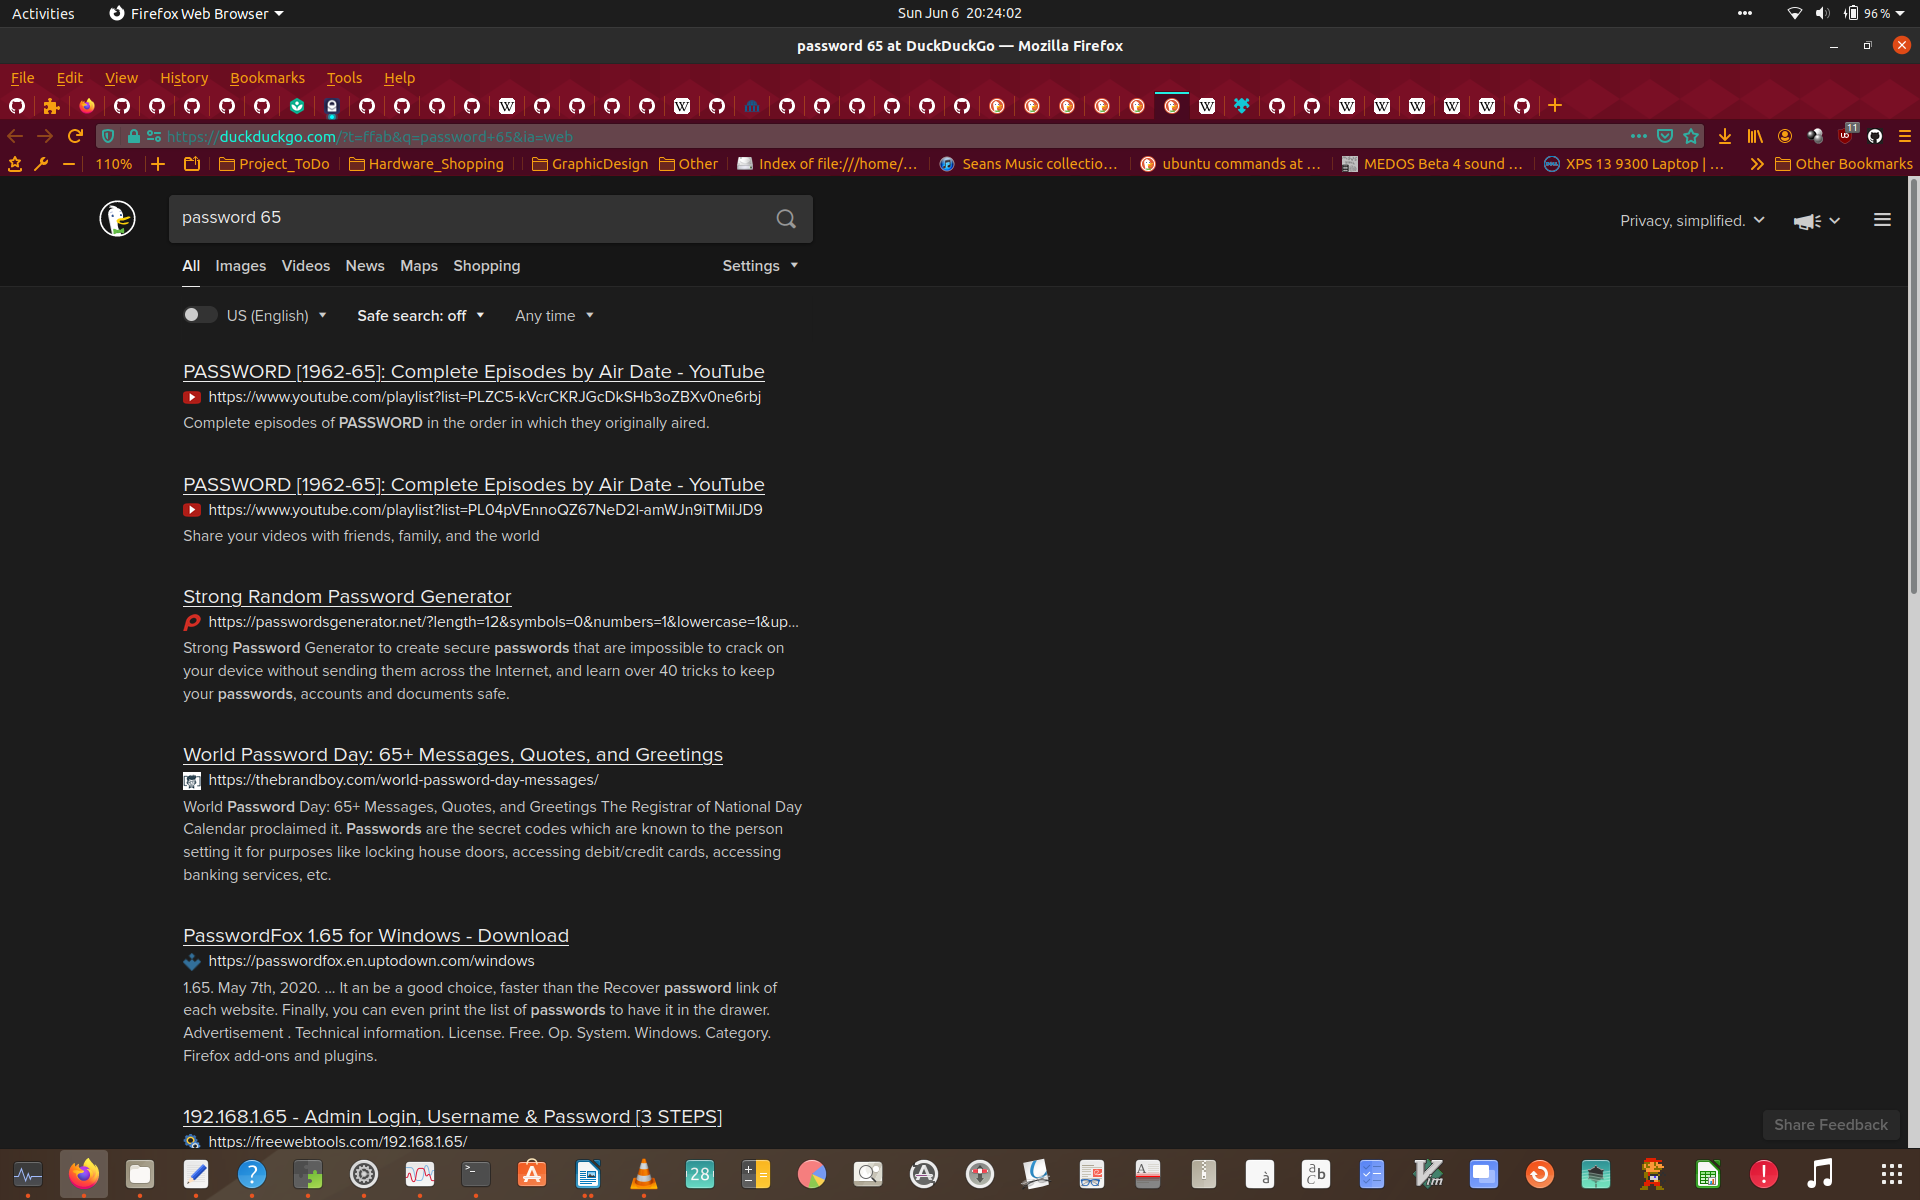 Activities
Firefox Web Browser
Sun Jun 6 20:24:02
96 %
password 65 at DuckDuckGo — Mozilla Firefox
File Edit View History Bookmarks Tools Help
https://duckduckgo.com/?t=ffab&q=password+65&ia=web
11
110%
Project_ToDo
Hardware_Shopping
GraphicDesign
Other
Index of file:///home/…
Seans Music collectio…
ubuntu commands at …
MEDOS Beta 4 sound …
XPS 13 9300 Laptop | …
Other Bookmarks
password 65
Privacy, simplified.
All Images Videos News Maps Shopping
Settings
US (English)
Safe search: off
Any time
PASSWORD [1962-65]: Complete Episodes by Air Date - YouTube
https://www.youtube.com/playlist?list=PLZC5-kVcrCKRJGcDkSHb3oZBXv0ne6rbj
Complete episodes of PASSWORD in the order in which they originally aired.
PASSWORD [1962-65]: Complete Episodes by Air Date - YouTube
https://www.youtube.com/playlist?list=PL04pVEnnoQZ67NeD2l-amWJn9iTMiIJD9
Share your videos with friends, family, and the world
Strong Random Password Generator
https://passwordsgenerator.net/?length=12&symbols=0&numbers=1&lowercase=1&up...
Strong Password Generator to create secure passwords that are impossible to crack on
your device without sending them across the Internet, and learn over 40 tricks to keep
your passwords, accounts and documents safe.
World Password Day: 65+ Messages, Quotes, and Greetings
https://thebrandboy.com/world-password-day-messages/
World Password Day: 65+ Messages, Quotes, and Greetings The Registrar of National Day
Calendar proclaimed it. Passwords are the secret codes which are known to the person
setting it for purposes like locking house doors, accessing debit/credit cards, accessing
banking services, etc.
PasswordFox 1.65 for Windows - Download
https://passwordfox.en.uptodown.com/windows
1.65. May 7th, 2020. ... It an be a good choice, faster than the Recover password link of
each website. Finally, you can even print the list of passwords to have it in the drawer.
Advertisement . Technical information. License. Free. Op. System. Windows. Category.
Firefox add-ons and plugins.
192.168.1.65 - Admin Login, Username & Password [3 STEPS]
https://freewebtools.com/192.168.1.65/
Share Feedback
28